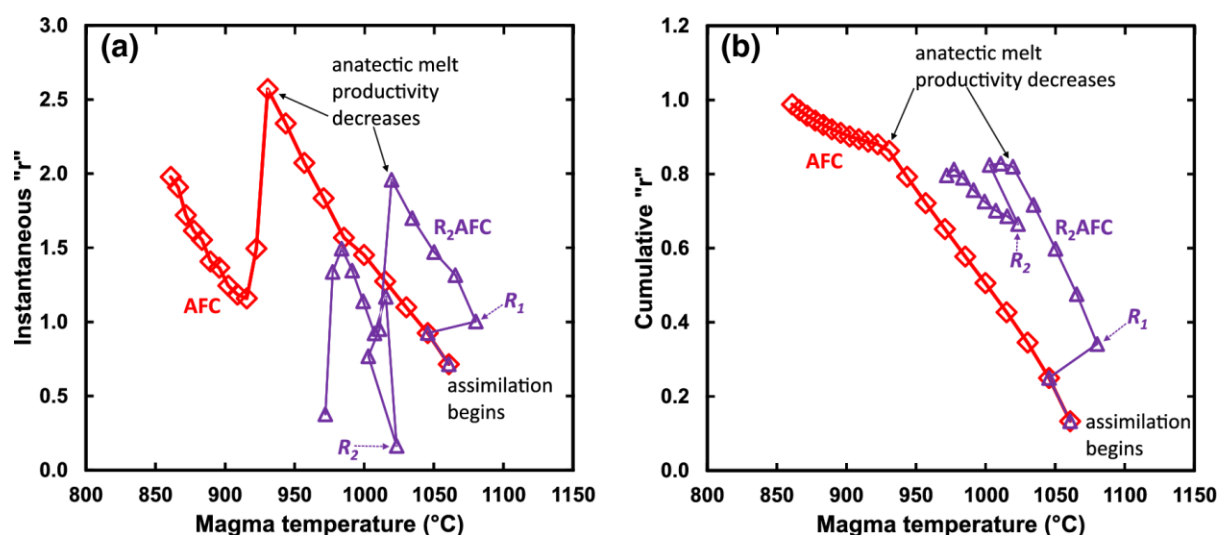 (a)
Instantaneous "r"
3.0
2.5
2.0
1.5
1.0
0.5
0.0
anatectic melt
productivity
decreases
R₂AFC
AFC
R₁
R₂
assimilation
begins
800 850 900 950 1000 1050 1100 1150
Magma temperature (°C)
(b)
Cumulative "r"
1.2
1.0
0.8
0.6
0.4
0.2
0.0
anatectic melt
productivity decreases
AFC
R₂AFC
R₂
R₁
assimilation
begins
800 850 900 950 1000 1050 1100 1150
Magma temperature (°C)